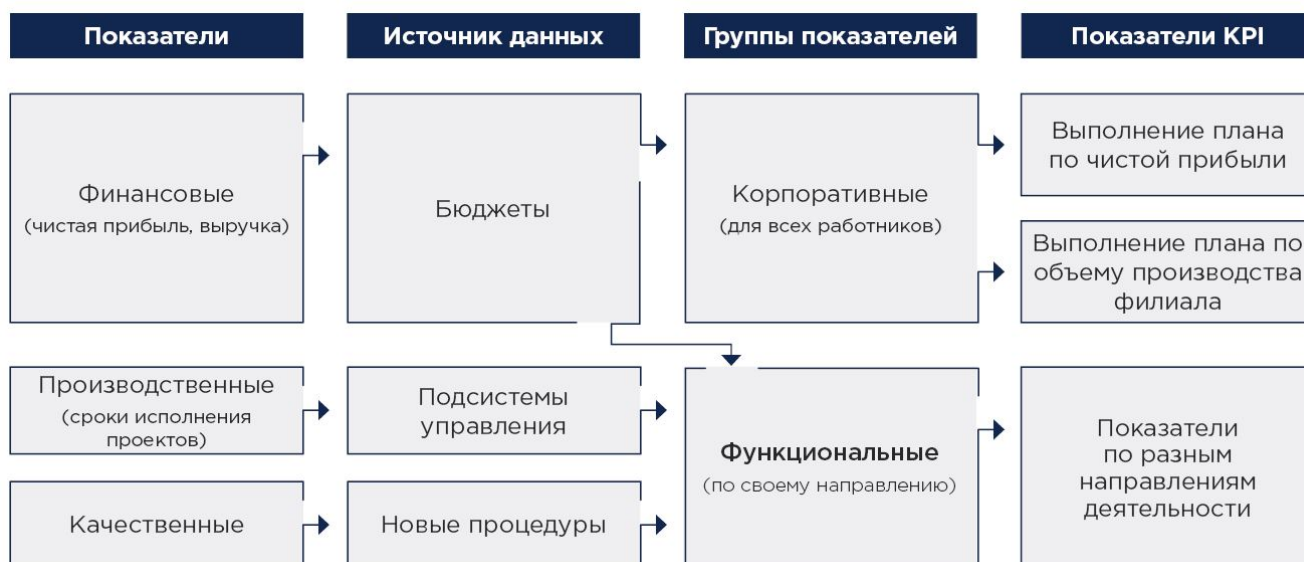 Показатели
Источник данных
Группы показателей
Показатели KPI
Финансовые
(чистая прибыль, выручка)
Бюджеты
Корпоративные
(для всех работников)
Выполнение плана
по чистой прибыли
Выполнение плана по
объему производства
филиала
Производственные
(сроки исполнения
проектов)
Подсистемы
управления
Функциональные
(по своему направлению)
Показатели
по разным
направлениям
деятельности
Качественные
Новые процедуры